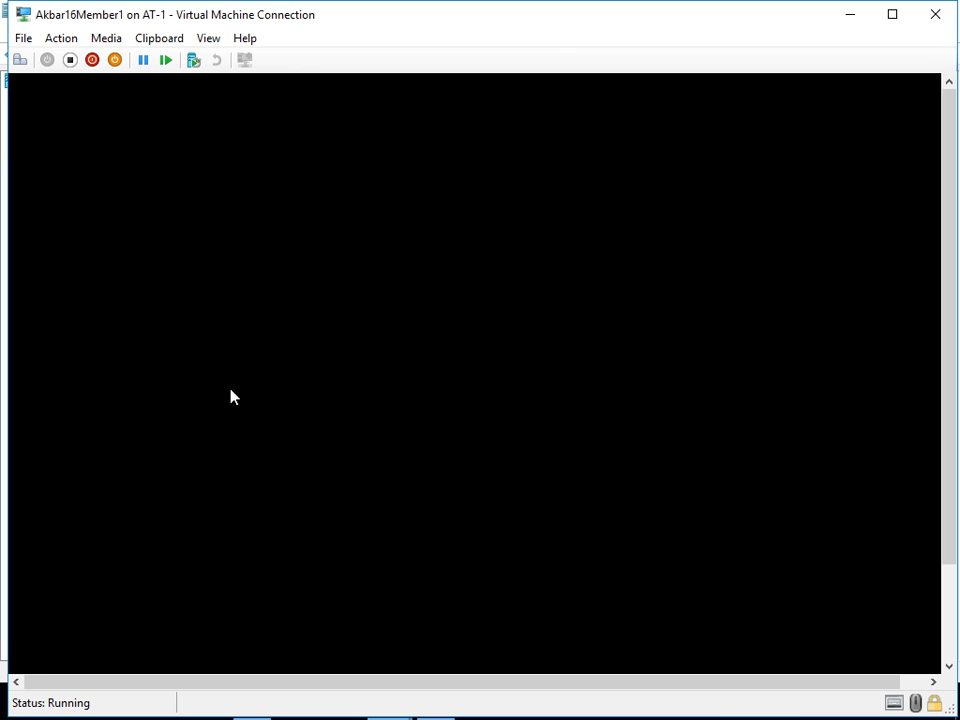 Akbar16Member1 on AT-1 - Virtual Machine Connection
File Action Media Clipboard View Help
Status: Running